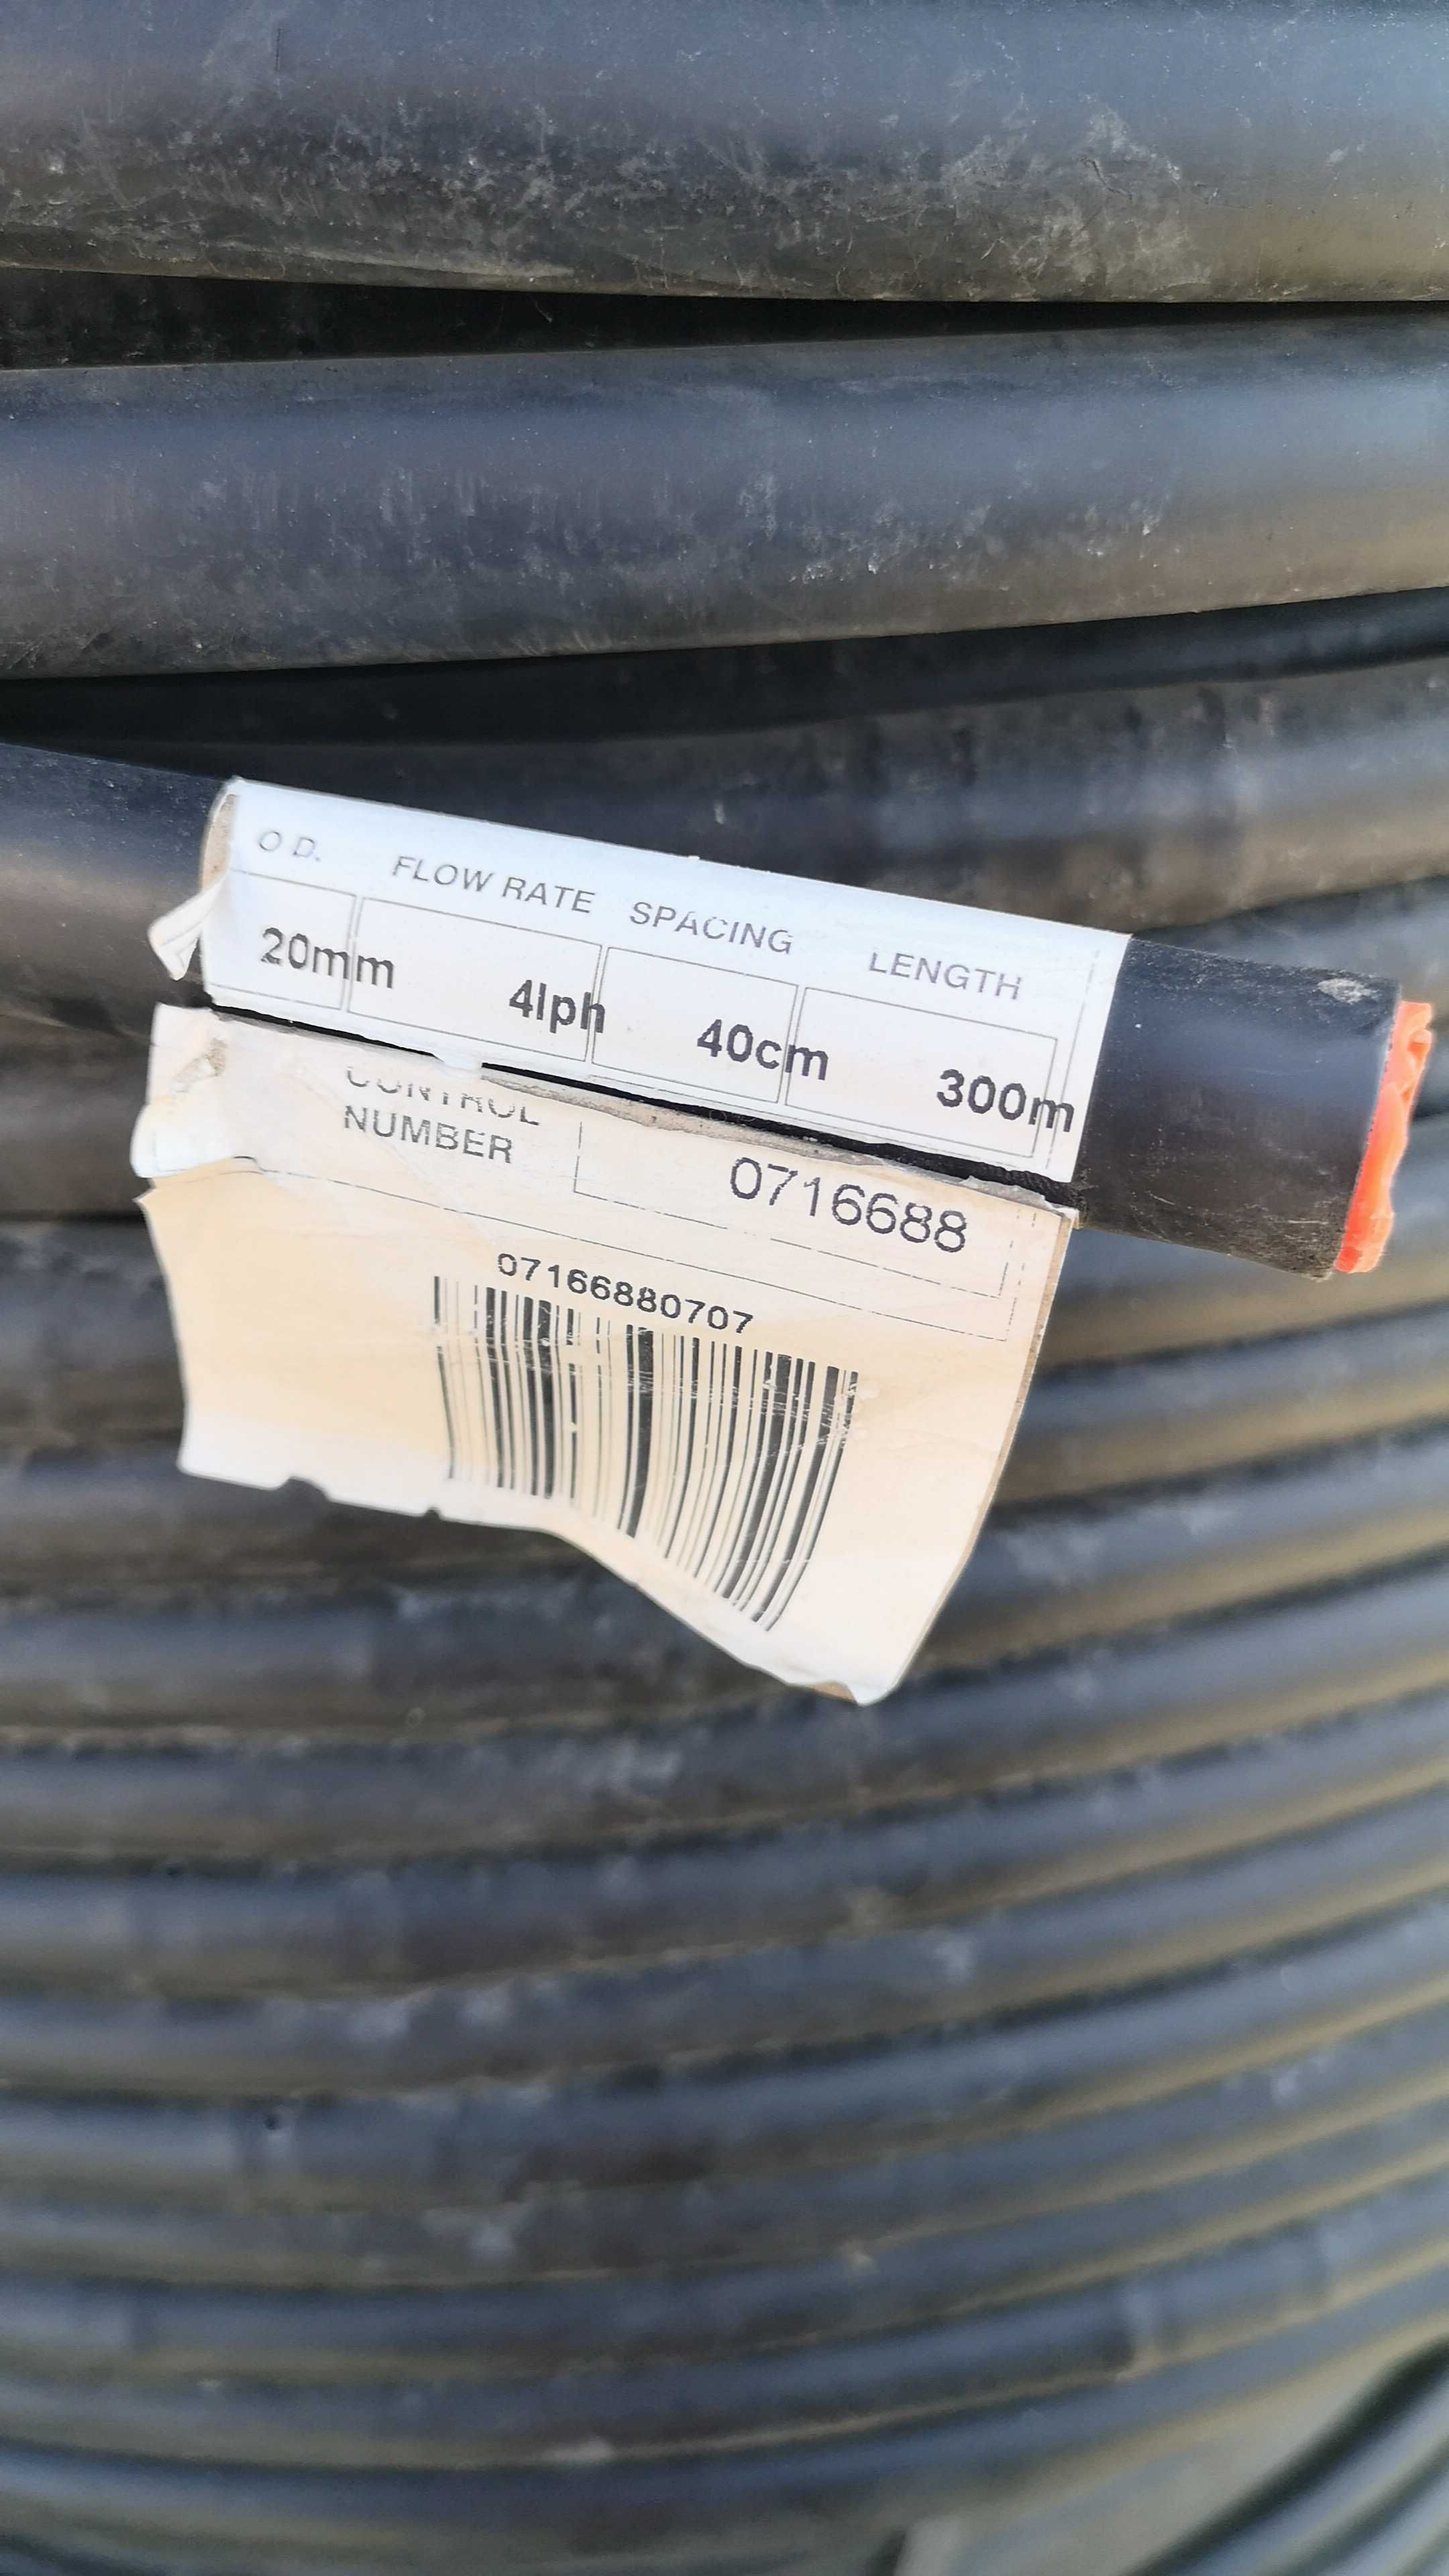 O D. FLOW RATE SPACING LENGTH
20mm 4lph 40cm 300m
CONTROL
NUMBER
0716688
07166880707